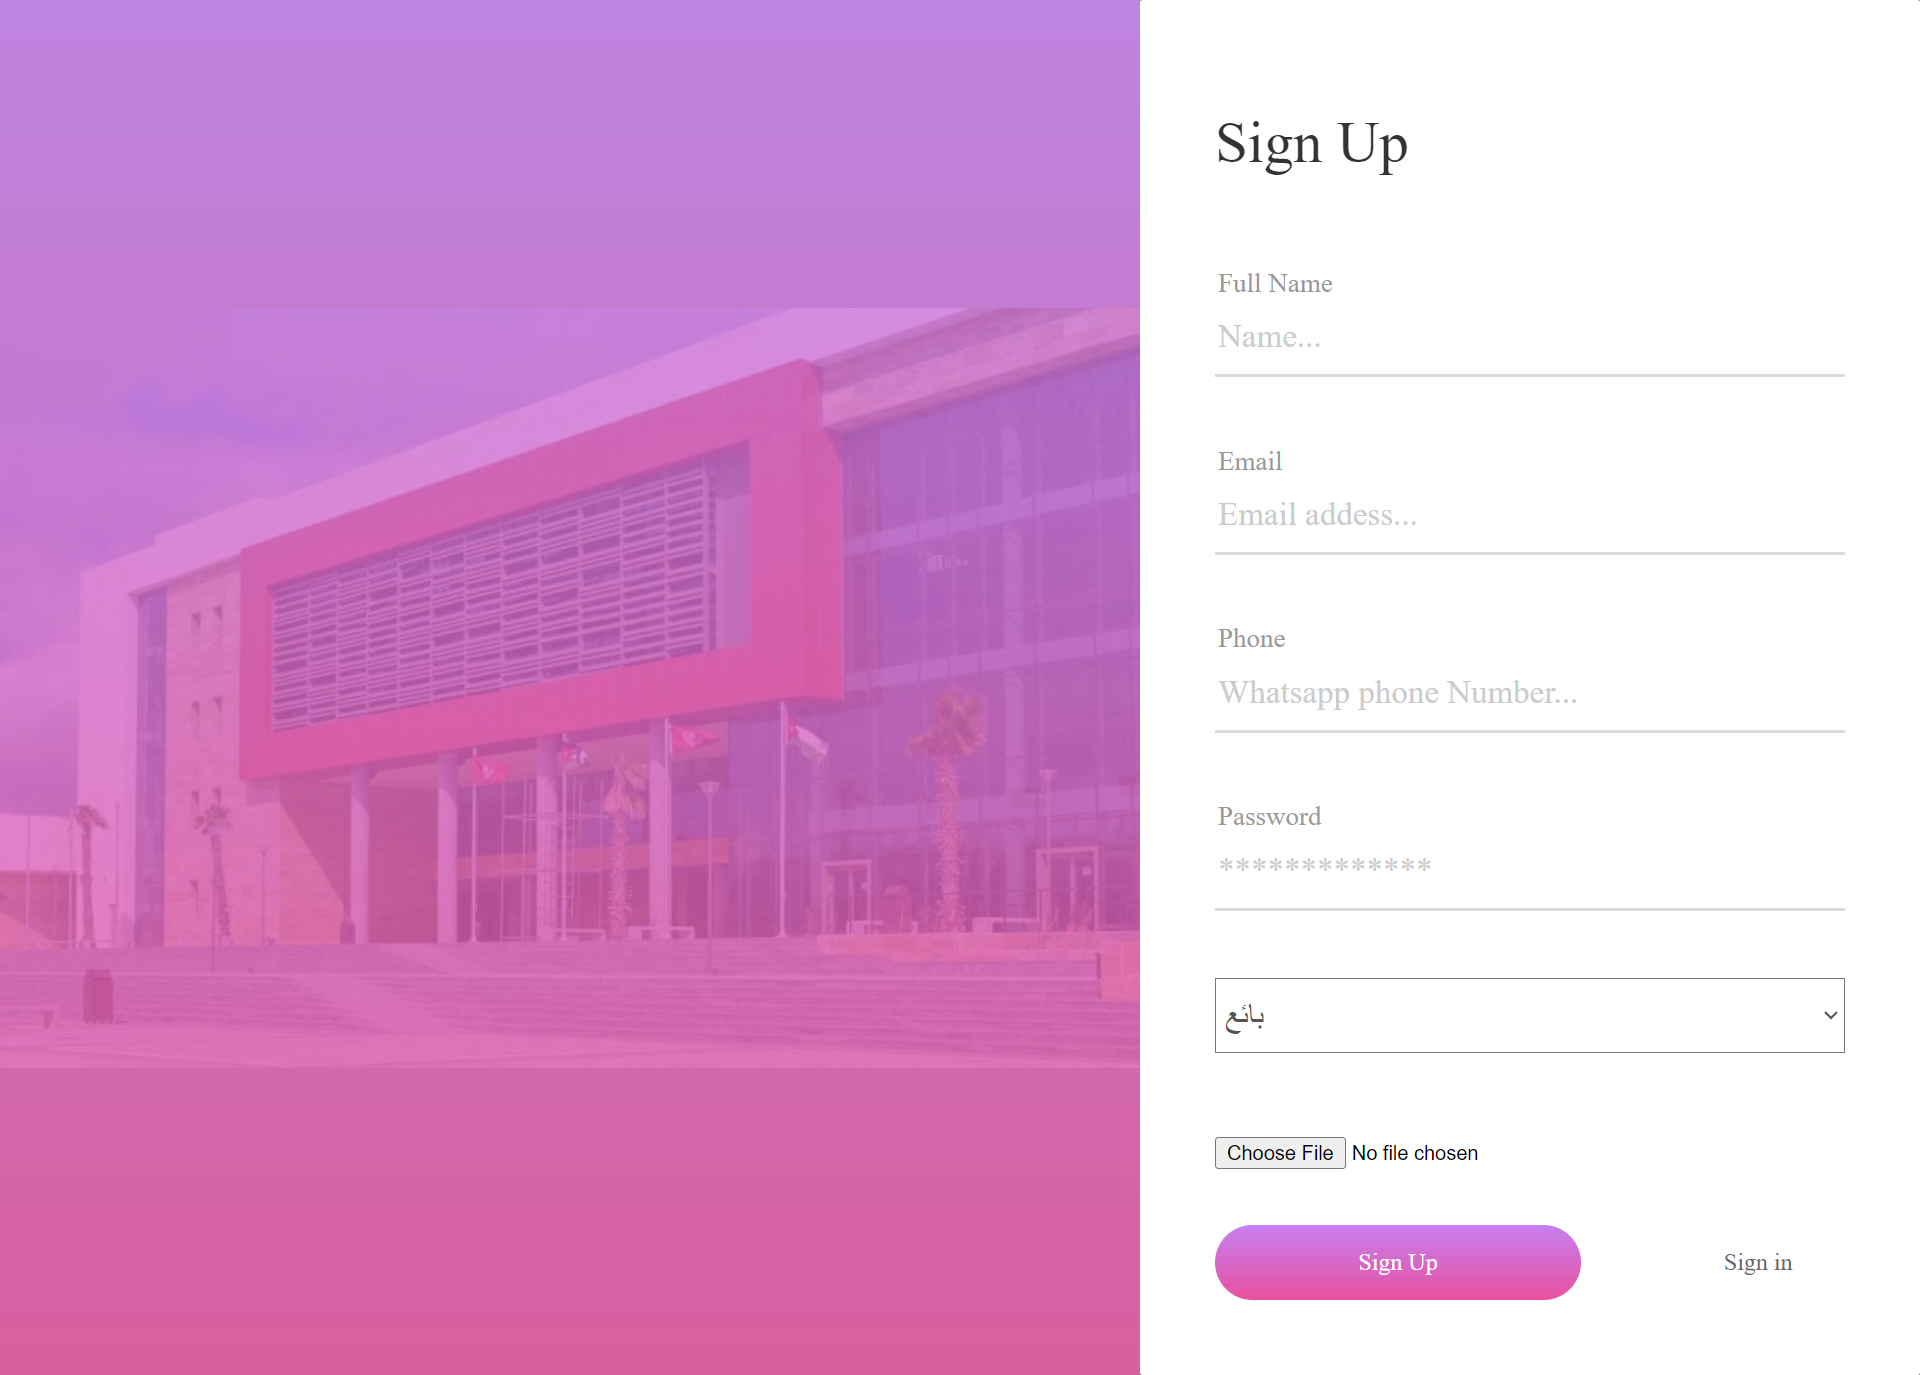 Sign Up
Full Name
Name...
Email
Email addess...
Phone
Whatsapp phone Number...
Password
*************
بائع
Choose File No file chosen
Sign Up
Sign in